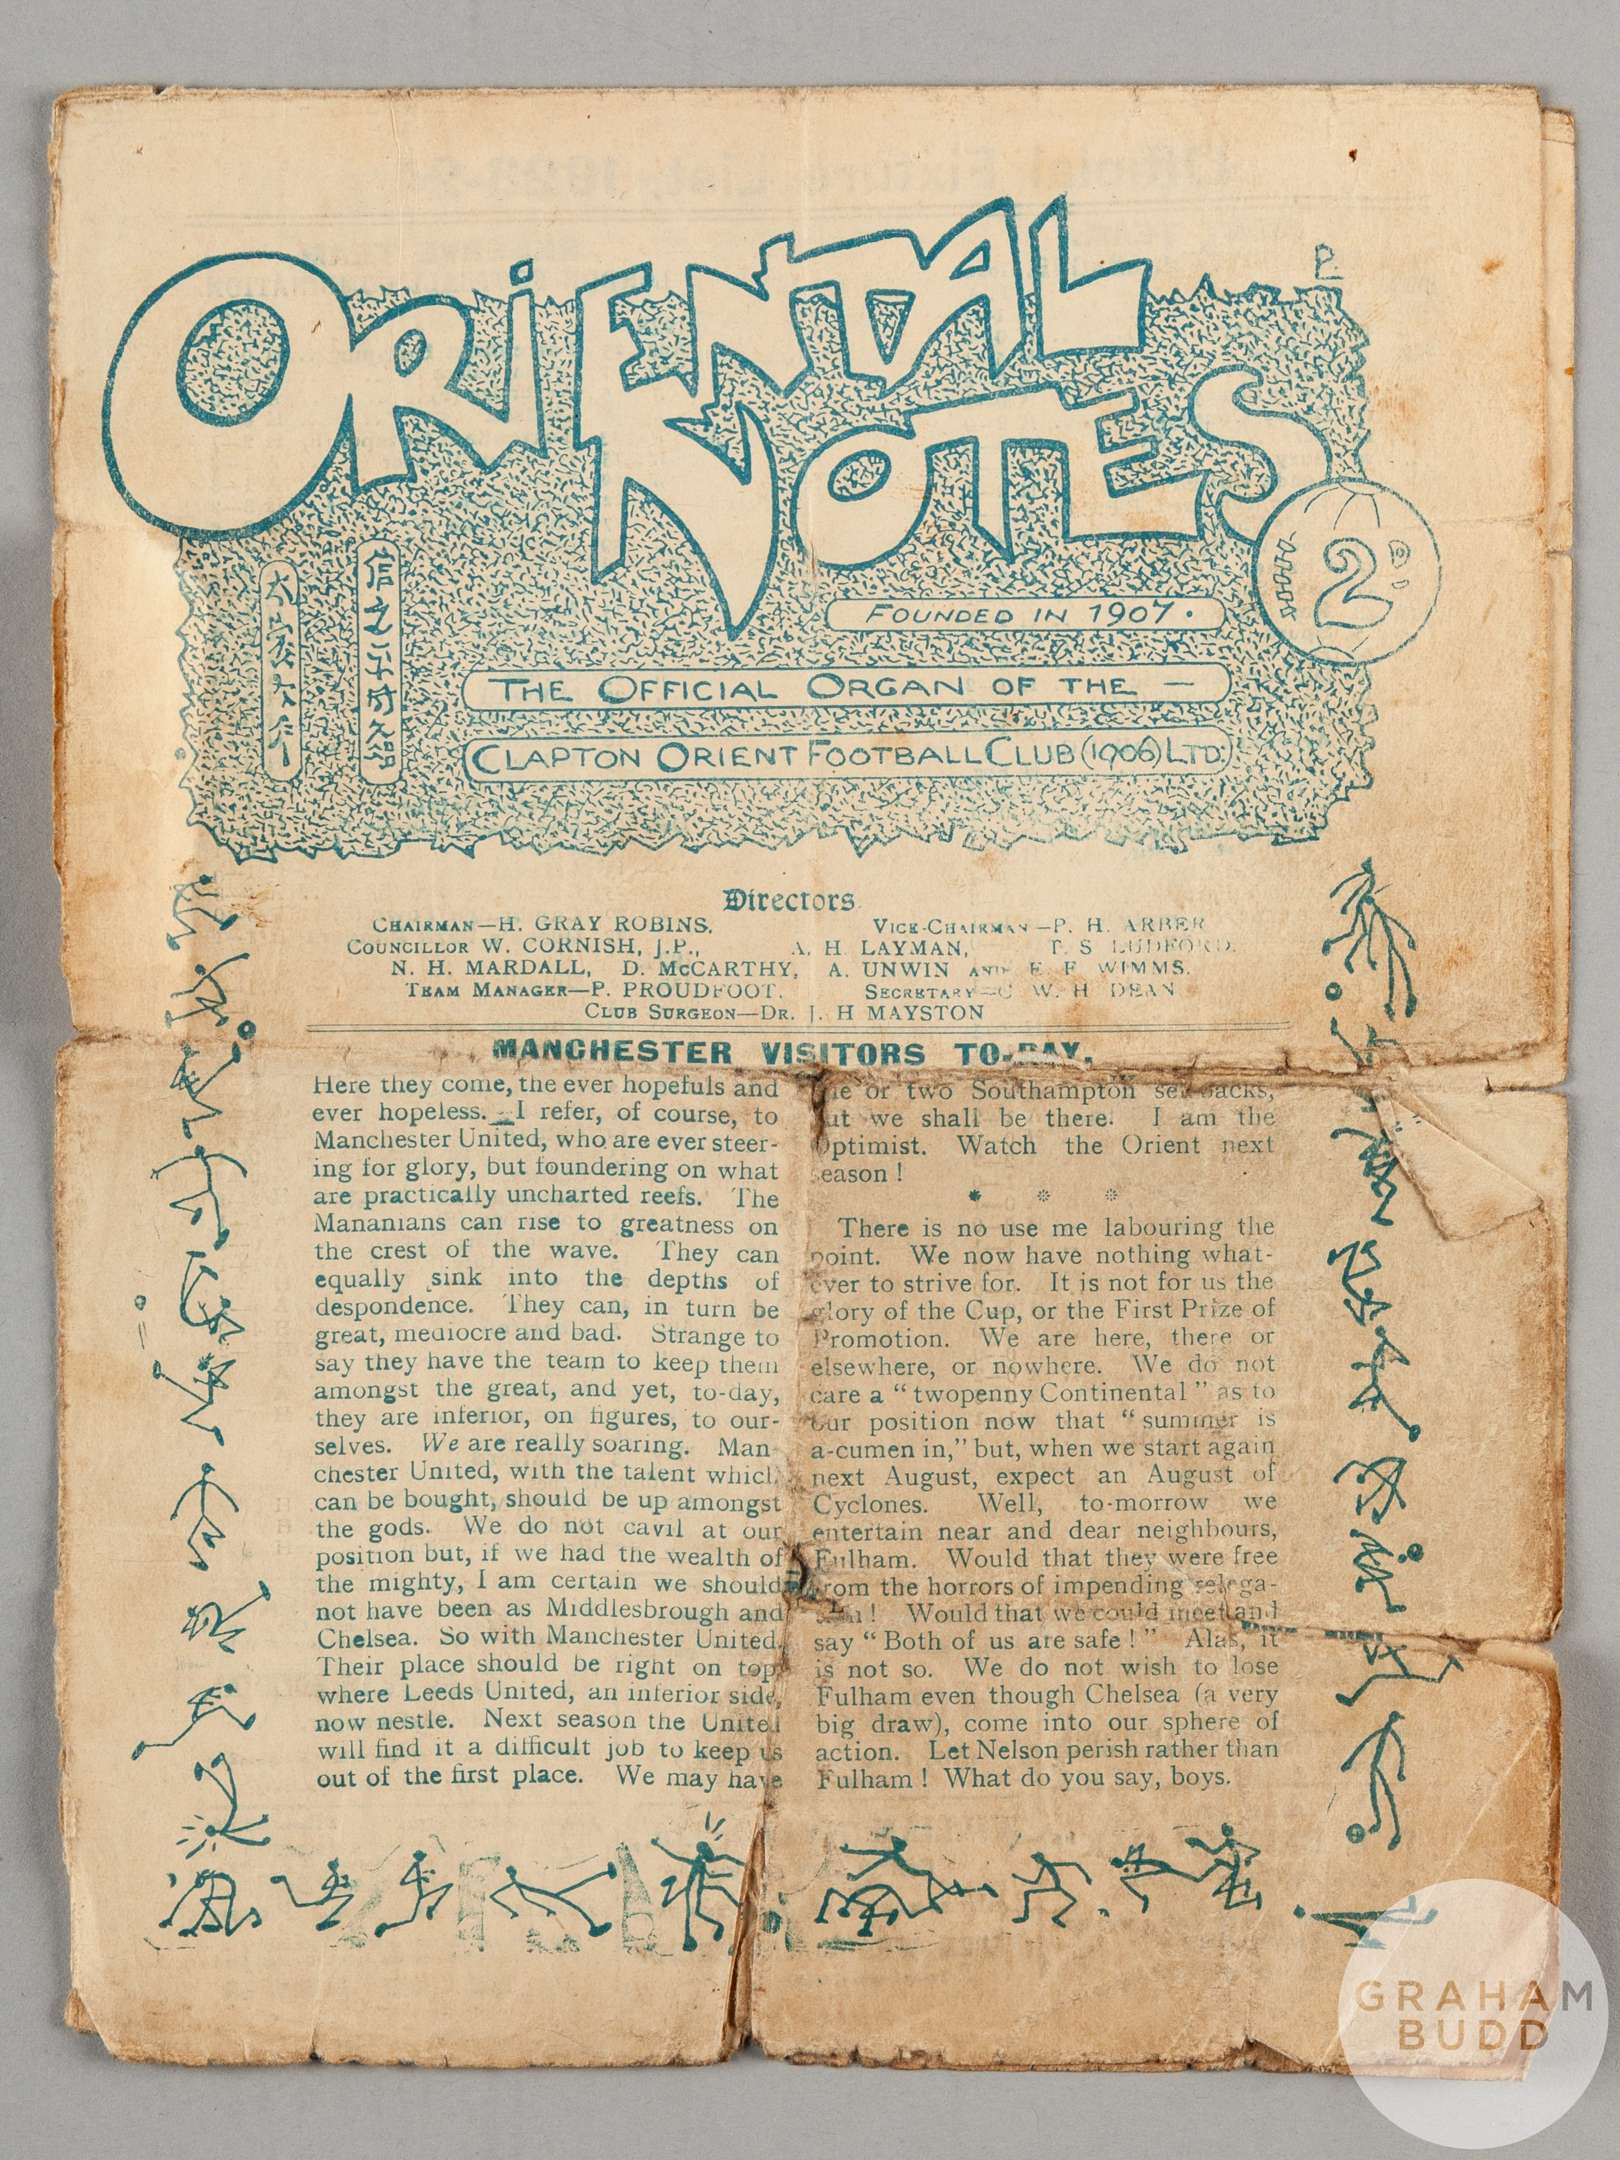 P.
ORIENTAL
NOTES
2D.
FOUNDED IN 1907.
THE OFFICIAL ORGAN OF THE —
CLAPTON ORIENT FOOTBALL CLUB (1906) LTD:
Directors
CHAIRMAN—H. GRAY ROBINS. VICE-CHAIRMAN—P. H. ARBER
COUNCILLOR W. CORNISH, J.P., A. H LAYMAN, T. S LUDFORD.
N. H. MARDALL, D. MCCARTHY, A. UNWIN AND E. F WIMMS.
TEAM MANAGER—P. PROUDFOOT. SECRETARY—C W. H DEAN
CLUB SURGEON—DR. J. H MAYSTON
MANCHESTER VISITORS TO-DAY.
Here they come, the ever hopefuls and
ever hopeless. I refer, of course, to
Manchester United, who are ever steer-
ing for glory, but foundering on what
are practically uncharted reefs. The
Mananians can rise to greatness on
the crest of the wave. They can
equally sink into the depths of
despondence. They can, in turn be
great, mediocre and bad. Strange to
say they have the team to keep them
amongst the great, and yet, to-day,
they are inferior, on figures, to our-
selves. We are really soaring. Man-
chester United, with the talent which
can be bought, should be up amongst
the gods. We do not cavil at our
position but, if we had the wealth of
the mighty, I am certain we should
not have been as Middlesbrough and
Chelsea. So with Manchester United.
Their place should be right on top,
where Leeds United, an inferior side,
now nestle. Next season the United
will find it a difficult job to keep us
out of the first place. We may have
one or two Southampton set-backs,
but we shall be there. I am the
Optimist. Watch the Orient next
season !
* * *
There is no use me labouring the
point. We now have nothing what-
ever to strive for. It is not for us the
glory of the Cup, or the First Prize of
Promotion. We are here, there or
elsewhere, or nowhere. We do not
care a “ twopenny Continental ” as to
our position now that “ summer is
a-cumen in,” but, when we start again
next August, expect an August of
Cyclones. Well, to-morrow we
entertain near and dear neighbours,
Fulham. Would that they were free
from the horrors of impending relega-
tion ! Would that we could meet and
say “ Both of us are safe ! ” Alas, it
is not so. We do not wish to lose
Fulham even though Chelsea (a very
big draw), come into our sphere of
action. Let Nelson perish rather than
Fulham ! What do you say, boys.
GRAHAM
BUDD